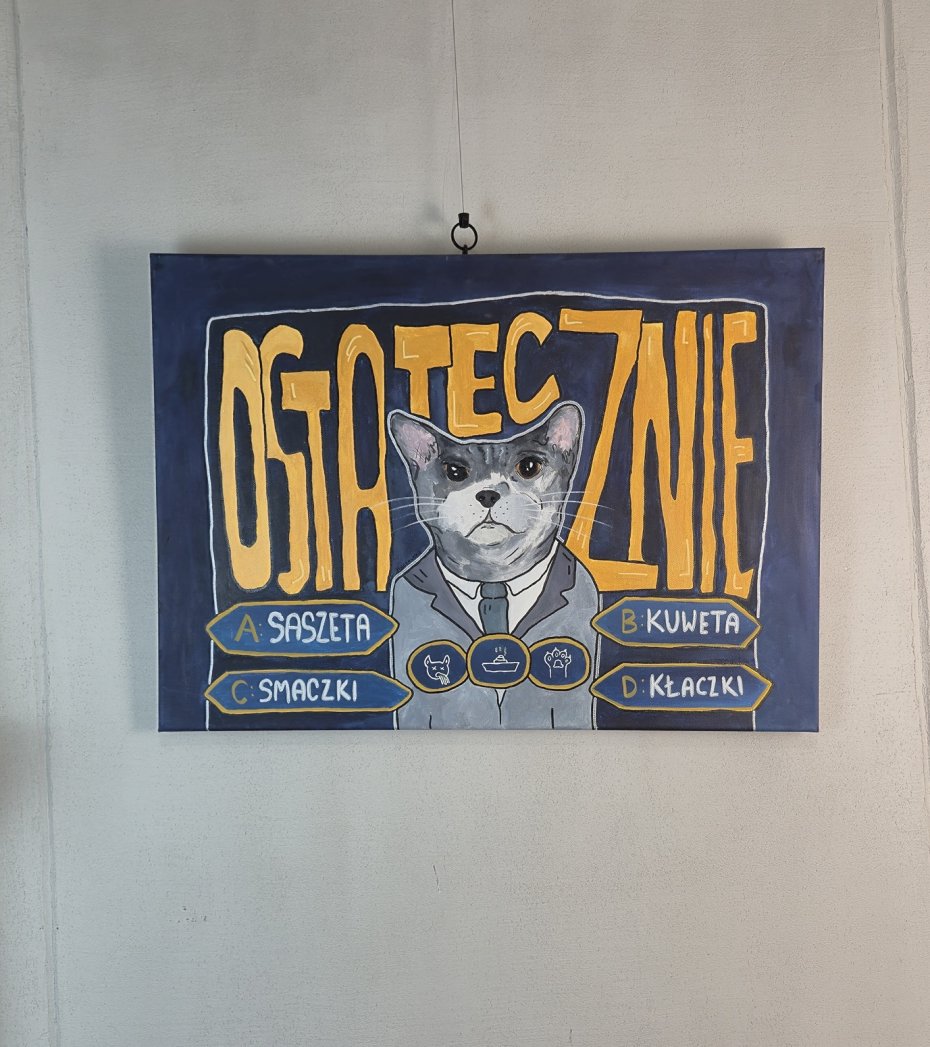 OSTATECZNIE
A: SASZETA
B: KUWETA
C: SMACZKI
D: KŁACZKI